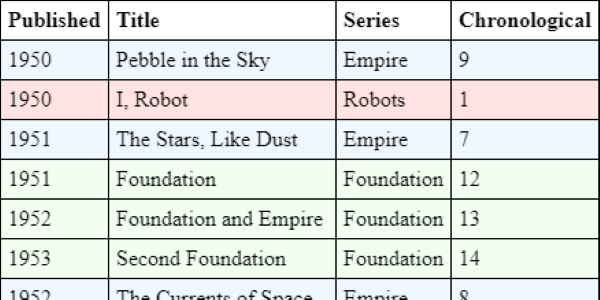 Published Title Series Chronological
1950 Pebble in the Sky Empire 9
1950 I, Robot Robots 1
1951 The Stars, Like Dust Empire 7
1951 Foundation Foundation 12
1952 Foundation and Empire Foundation 13
1953 Second Foundation Foundation 14
1952 The Currents of Space Empire 8